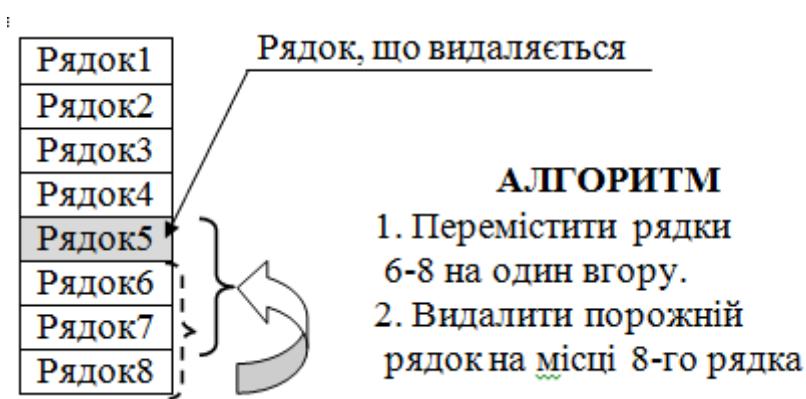 Рядок, що видаляється
Рядок1
Рядок2
Рядок3
Рядок4
Рядок5
Рядок6
Рядок7
Рядок8
АЛГОРИТМ
1. Перемістити рядки
6-8 на один вгору.
2. Видалити порожній
рядок на місці 8-го рядка